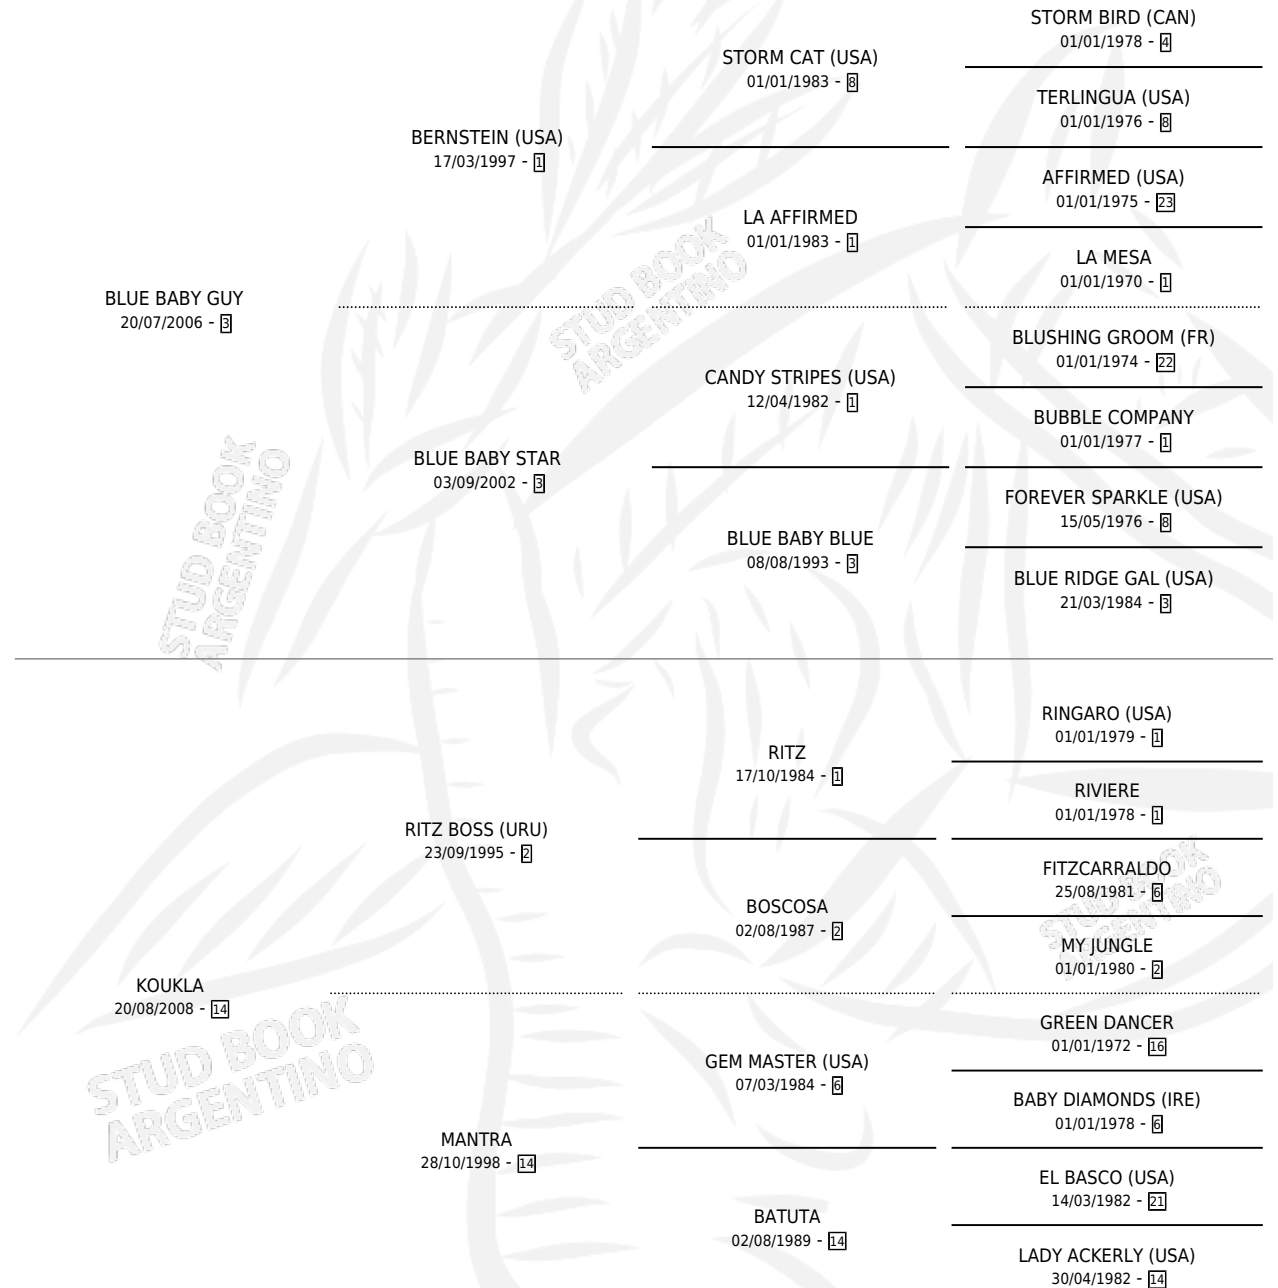 STORM BIRD (CAN)
01/01/1978 - 4
STORM CAT (USA)
01/01/1983 - 8
TERLINGUA (USA)
01/01/1976 - 8
BERNSTEIN (USA)
17/03/1997 - 1
AFFIRMED (USA)
01/01/1975 - 23
LA AFFIRMED
01/01/1983 - 1
LA MESA
01/01/1970 - 1
BLUE BABY GUY
20/07/2006 - 3
BLUSHING GROOM (FR)
01/01/1974 - 22
CANDY STRIPES (USA)
12/04/1982 - 1
BUBBLE COMPANY
01/01/1977 - 1
BLUE BABY STAR
03/09/2002 - 3
FOREVER SPARKLE (USA)
15/05/1976 - 8
BLUE BABY BLUE
08/08/1993 - 3
BLUE RIDGE GAL (USA)
21/03/1984 - 3
STUD BOOK
ARGENTINO
STUD BOOK
ARGENTINO
RINGARO (USA)
01/01/1979 - 1
RITZ
17/10/1984 - 1
RIVIERE
01/01/1978 - 1
RITZ BOSS (URU)
23/09/1995 - 2
FITZCARRALDO
25/08/1981 - 6
BOSCOSA
02/08/1987 - 2
MY JUNGLE
01/01/1980 - 2
KOUKLA
20/08/2008 - 14
GREEN DANCER
01/01/1972 - 16
GEM MASTER (USA)
07/03/1984 - 6
BABY DIAMONDS (IRE)
01/01/1978 - 6
MANTRA
28/10/1998 - 14
EL BASCO (USA)
14/03/1982 - 21
BATUTA
02/08/1989 - 14
LADY ACKERLY (USA)
30/04/1982 - 14
STUD BOOK
ARGENTINO
STUD BOOK
ARGENTINO